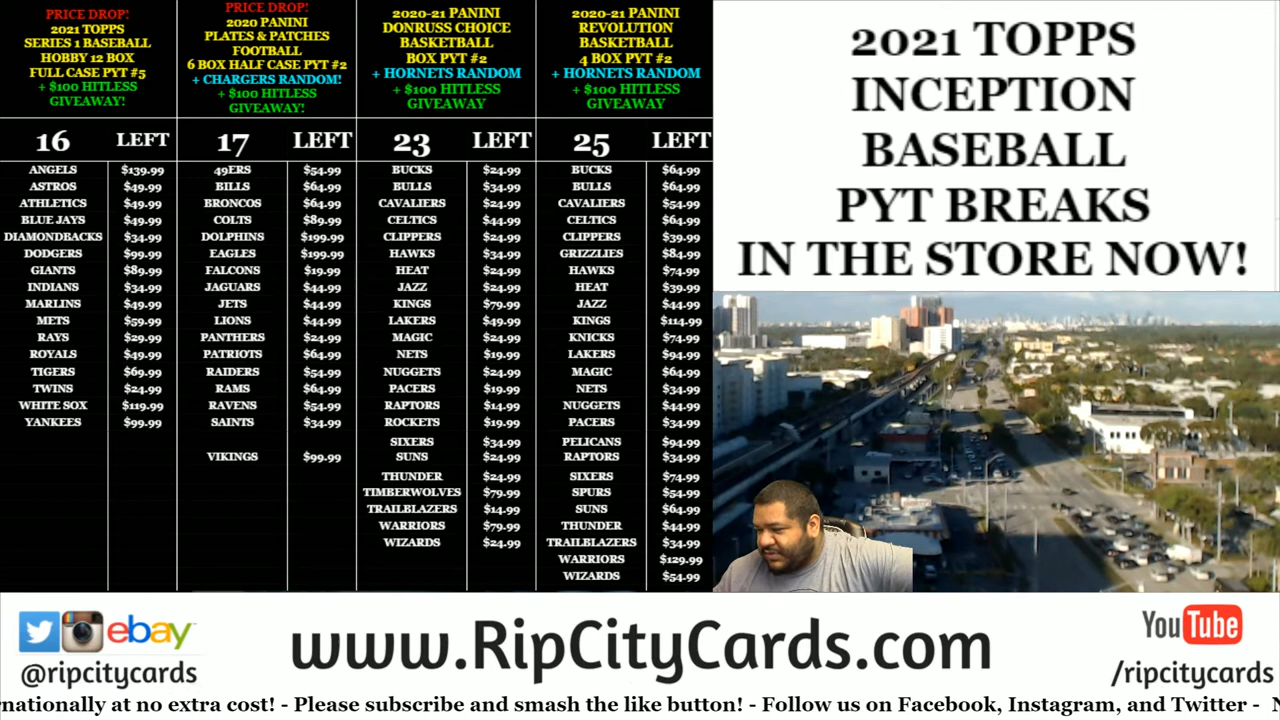 PRICE DROP!
2021 TOPPS
SERIES 1 BASEBALL
HOBBY 12 BOX
FULL CASE PYT #5
+ $100 HITLESS
GIVEAWAY!
16 LEFT
ANGELS $139.99
ASTROS $49.99
ATHLETICS $49.99
BLUE JAYS $49.99
DIAMONDBACKS $34.99
DODGERS $99.99
GIANTS $89.99
INDIANS $34.99
MARLINS $49.99
METS $59.99
RAYS $29.99
ROYALS $49.99
TIGERS $69.99
TWINS $24.99
WHITE SOX $119.99
YANKEES $99.99
PRICE DROP!
2020 PANINI
PLATES & PATCHES
FOOTBALL
6 BOX HALF CASE PYT #2
+ CHARGERS RANDOM!
+ $100 HITLESS
GIVEAWAY!
17 LEFT
49ERS $54.99
BILLS $64.99
BRONCOS $64.99
COLTS $89.99
DOLPHINS $199.99
EAGLES $199.99
FALCONS $19.99
JAGUARS $44.99
JETS $44.99
LIONS $44.99
PANTHERS $24.99
PATRIOTS $64.99
RAIDERS $54.99
RAMS $64.99
RAVENS $54.99
SAINTS $34.99
VIKINGS $99.99
2020-21 PANINI
DONRUSS CHOICE
BASKETBALL
BOX PYT #2
+ HORNETS RANDOM
+ $100 HITLESS
GIVEAWAY
23 LEFT
BUCKS $24.99
BULLS $34.99
CAVALIERS $24.99
CELTICS $44.99
CLIPPERS $24.99
HAWKS $34.99
HEAT $24.99
JAZZ $24.99
KINGS $79.99
LAKERS $49.99
MAGIC $24.99
NETS $19.99
NUGGETS $24.99
PACERS $19.99
RAPTORS $14.99
ROCKETS $19.99
SIXERS $34.99
SUNS $24.99
THUNDER $24.99
TIMBERWOLVES $79.99
TRAILBLAZERS $14.99
WARRIORS $79.99
WIZARDS $24.99
2020-21 PANINI
REVOLUTION
BASKETBALL
4 BOX PYT #2
+ HORNETS RANDOM
+ $100 HITLESS
GIVEAWAY
25 LEFT
BUCKS $64.99
BULLS $64.99
CAVALIERS $54.99
CELTICS $64.99
CLIPPERS $39.99
GRIZZLIES $84.99
HAWKS $74.99
HEAT $39.99
JAZZ $44.99
KINGS $114.99
KNICKS $74.99
LAKERS $94.99
MAGIC $64.99
NETS $34.99
NUGGETS $44.99
PACERS $34.99
PELICANS $94.99
RAPTORS $34.99
SIXERS $74.99
SPURS $54.99
SUNS $64.99
THUNDER $44.99
TRAILBLAZERS $34.99
WARRIORS $129.99
WIZARDS $54.99
2021 TOPPS
INCEPTION
BASEBALL
PYT BREAKS
IN THE STORE NOW!
ebay
@ripcitycards
www.RipCityCards.com
YouTube
/ripcitycards
nationally at no extra cost! - Please subscribe and smash the like button! - Follow us on Facebook, Instagram, and Twitter -